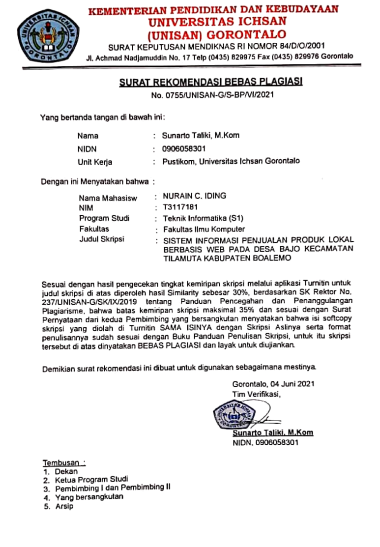 KEMENTERIAN PENDIDIKAN DAN KEBUDAYAAN
UNIVERSITAS ICHSAN
(UNISAN) GORONTALO
SURAT KEPUTUSAN MENDIKNAS RI NOMOR 84/D/O/2001
Jl. Achmad Nadjamuddin No. 17 Telp (0435) 829975 Fax (0435) 829976 Gorontalo
SURAT REKOMENDASI BEBAS PLAGIASI
No. 0755/UNISAN-G/S-BP/VI/2021
Yang bertanda tangan di bawah ini :
Nama : Sunarto Taliki, M.Kom
NIDN : 0906058301
Unit Kerja : Pustikom, Universitas Ichsan Gorontalo
Dengan ini Menyatakan bahwa :
Nama Mahasisw : NURAIN C. IDING
NIM : T3117181
Program Studi : Teknik Informatika (S1)
Fakultas : Fakultas Ilmu Komputer
Judul Skripsi : SISTEM INFORMASI PENJUALAN PRODUK LOKAL
BERBASIS WEB PADA DESA BAJO KECAMATAN
TILAMUTA KABUPATEN BOALEMO
Sesuai dengan hasil pengecekan tingkat kemiripan skripsi melalui aplikasi Turnitin untuk
judul skripsi di atas diperoleh hasil Similarity sebesar 30%, berdasarkan SK Rektor No.
237/UNISAN-G/SK/IX/2019 tentang Panduan Pencegahan dan Penanggulangan
Plagiarisme, bahwa batas kemiripan skripsi maksimal 35% dan sesuai dengan Surat
Pernyataan dari kedua Pembimbing yang bersangkutan menyatakan bahwa isi softcopy
skripsi yang diolah di Turnitin SAMA ISINYA dengan Skripsi Aslinya serta format
penulisannya sudah sesuai dengan Buku Panduan Penulisan Skripsi, untuk itu skripsi
tersebut di atas dinyatakan BEBAS PLAGIASI dan layak untuk diujiankan.
Demikian surat rekomendasi ini dibuat untuk digunakan sebagaimana mestinya.
Gorontalo, 04 Juni 2021
Tim Verifikasi,
Sunarto Taliki, M.Kom
NIDN. 0906058301
Tembusan :
1. Dekan
2. Ketua Program Studi
3. Pembimbing I dan Pembimbing II
4. Yang bersangkutan
5. Arsip